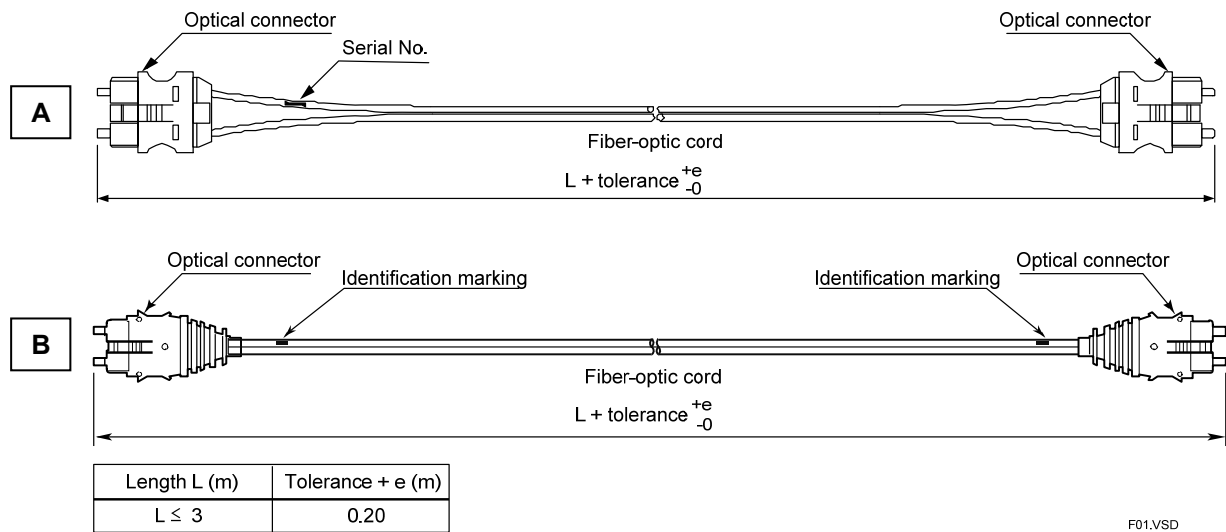 Optical connector
Optical connector
Serial No.
A
Fiber-optic cord
L + tolerance +e -0
Optical connector
Optical connector
Identification marking
Identification marking
B
Fiber-optic cord
L + tolerance +e -0
Length L (m) Tolerance + e (m)
L ≤ 3 0.20
F01.VSD